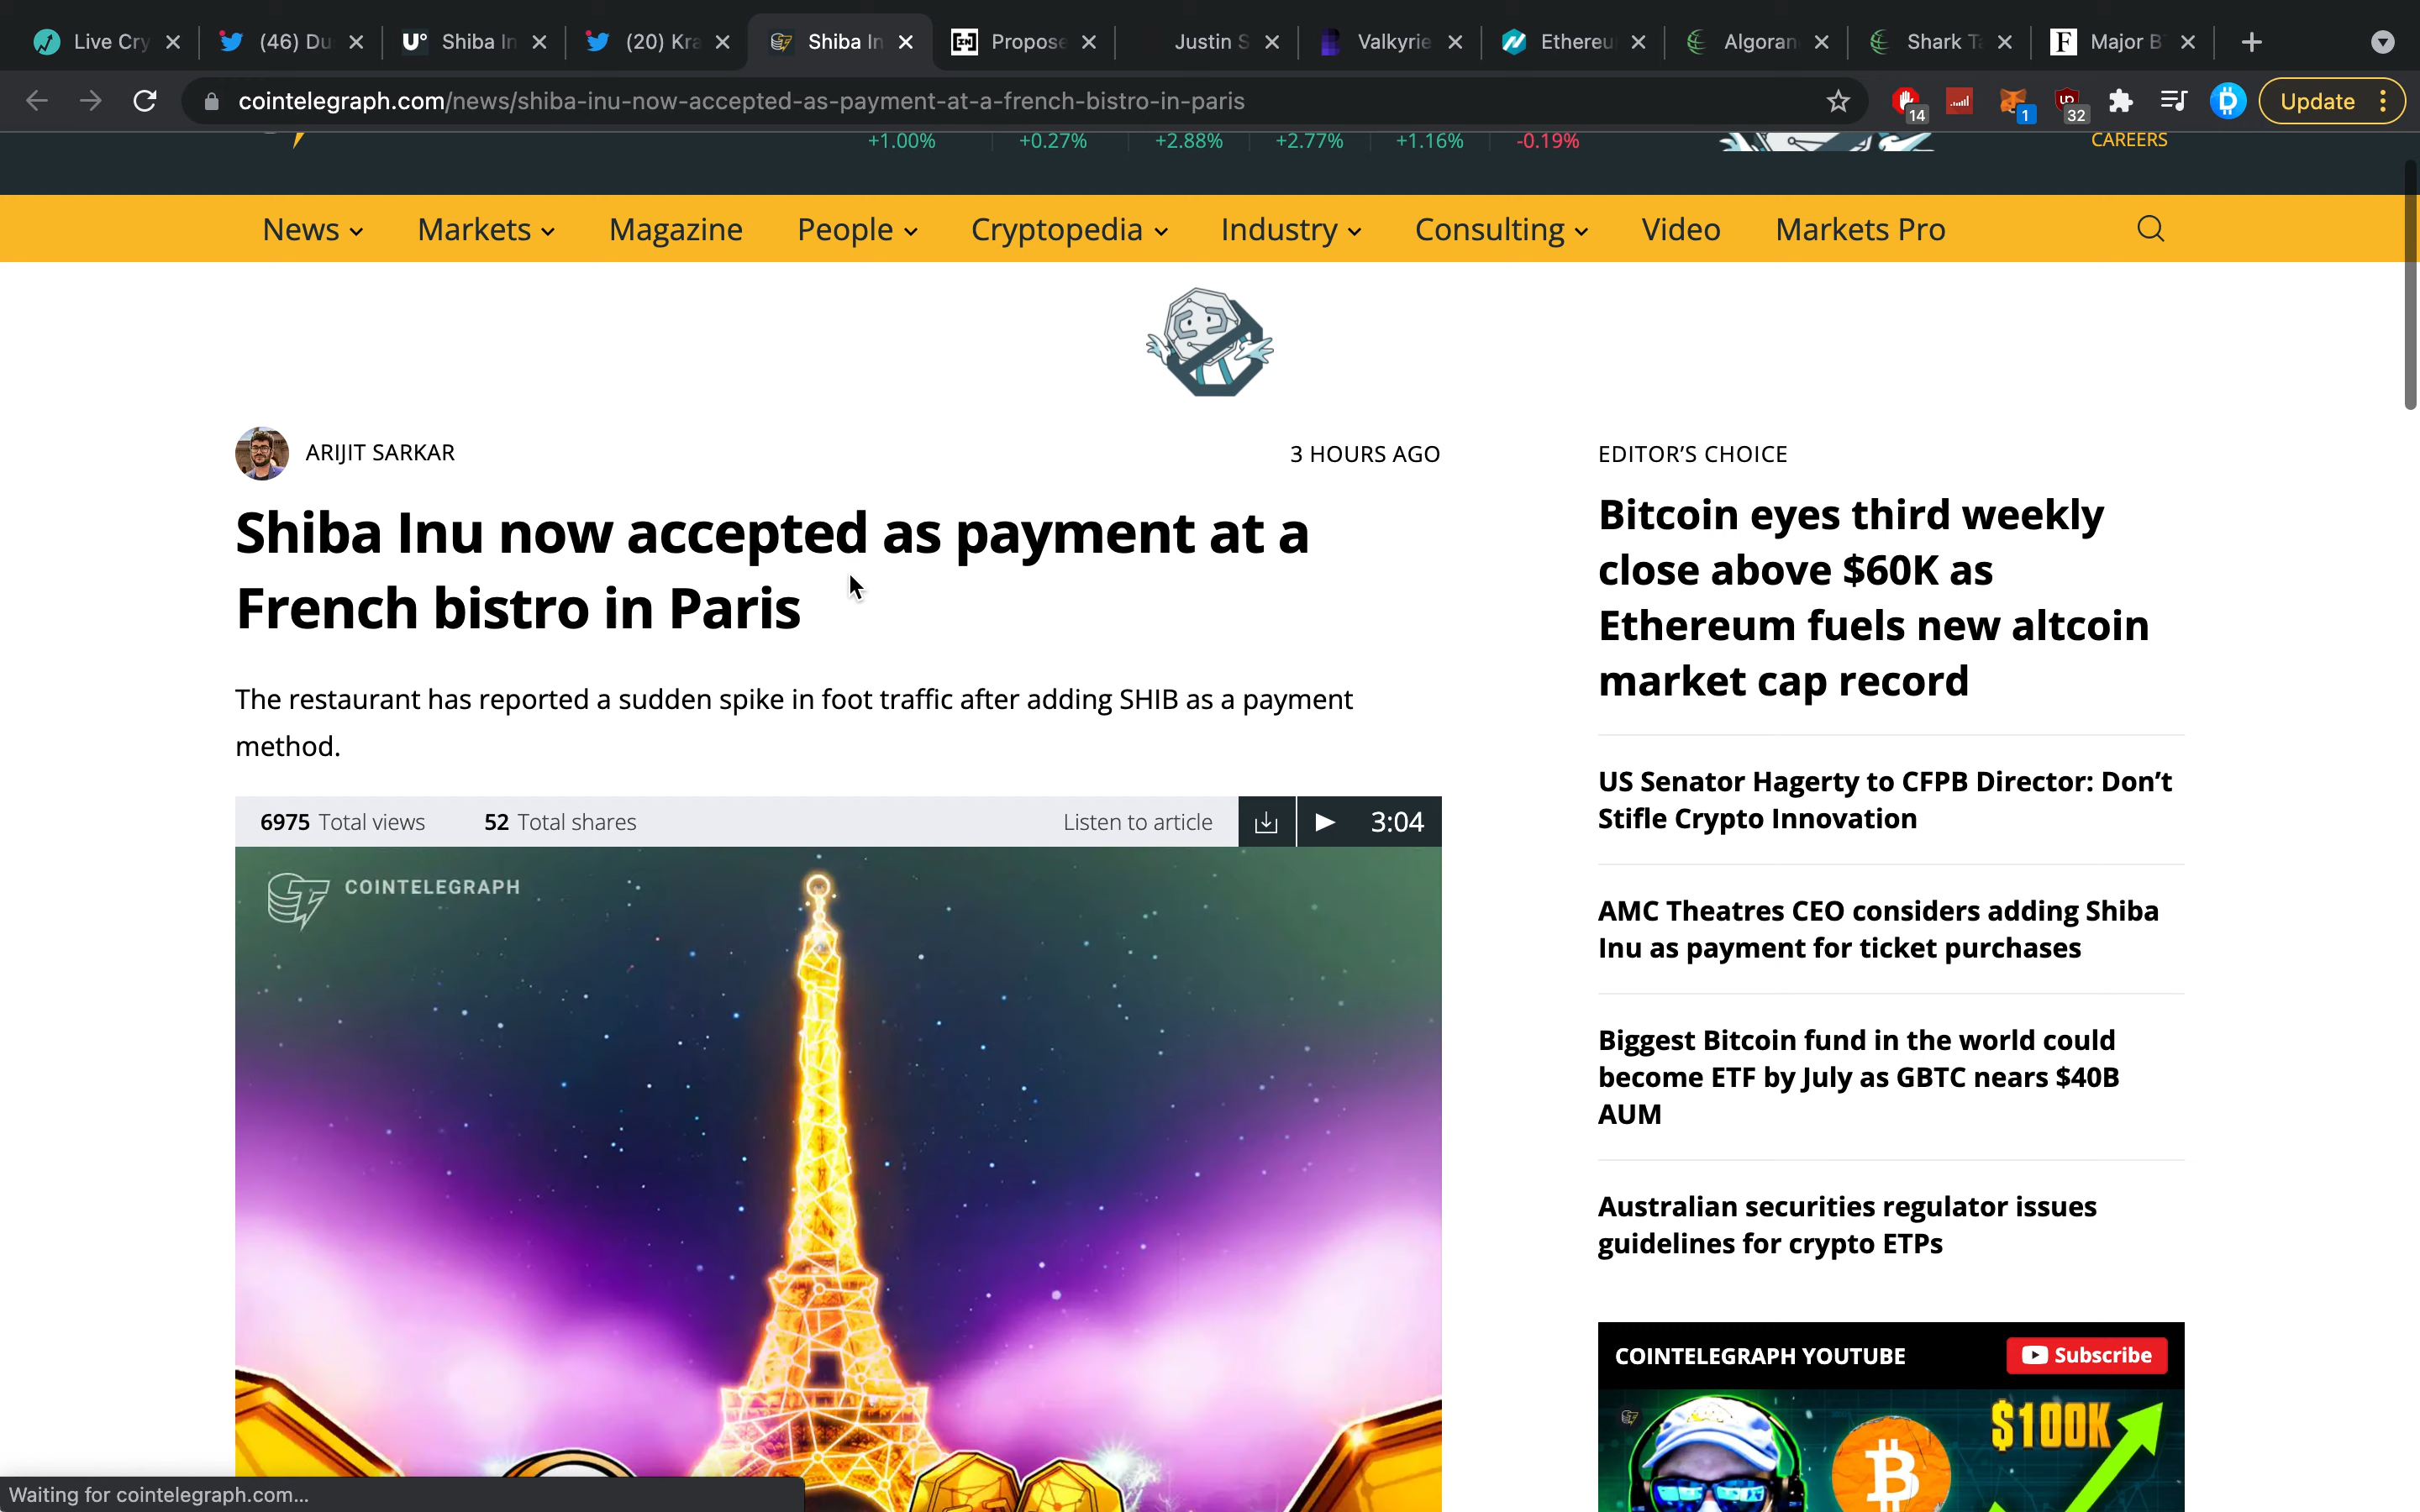 Live Cry
(46) Du
Shiba In
(20) Kra
Shiba In
Propose
Justin S
Valkyrie
Ethereu
Algoran
Shark Ta
Major B
cointelegraph.com/news/shiba-inu-now-accepted-as-payment-at-a-french-bistro-in-paris
14
1
32
Update
+1.00% +0.27% +2.88% +2.77% +1.16% -0.19%
CAREERS
News Markets Magazine People Cryptopedia Industry Consulting Video Markets Pro
ARIJIT SARKAR
3 HOURS AGO
Shiba Inu now accepted as payment at a
French bistro in Paris
The restaurant has reported a sudden spike in foot traffic after adding SHIB as a payment
method.
6975 Total views 52 Total shares Listen to article 3:04
COINTELEGRAPH
EDITOR’S CHOICE
Bitcoin eyes third weekly
close above $60K as
Ethereum fuels new altcoin
market cap record
US Senator Hagerty to CFPB Director: Don’t
Stifle Crypto Innovation
AMC Theatres CEO considers adding Shiba
Inu as payment for ticket purchases
Biggest Bitcoin fund in the world could
become ETF by July as GBTC nears $40B
AUM
Australian securities regulator issues
guidelines for crypto ETPs
COINTELEGRAPH YOUTUBE
Subscribe
$100K
Waiting for cointelegraph.com...